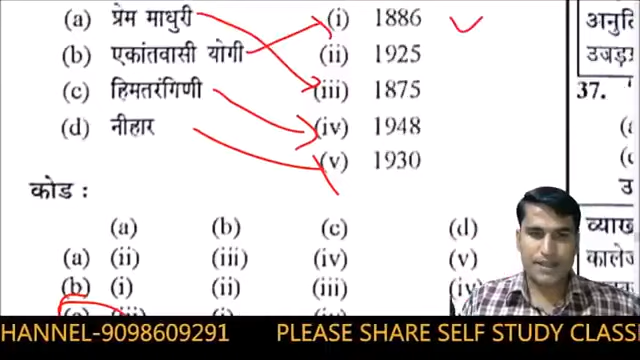 (a) प्रेम माधुरी (i) 1886
(b) एकांतवासी योगी (ii) 1925
(c) हिमतरंगिणी (iii) 1875
(d) नीहार (iv) 1948
(v) 1930
कोड :
(a) (b) (c) (d)
(a) (ii) (iii) (iv) (v)
(b) (i) (ii) (iii) (iv)
अनुति
उजड़
37.
व्याख
कालेज
HANNEL-9098609291 PLEASE SHARE SELF STUDY CLASS